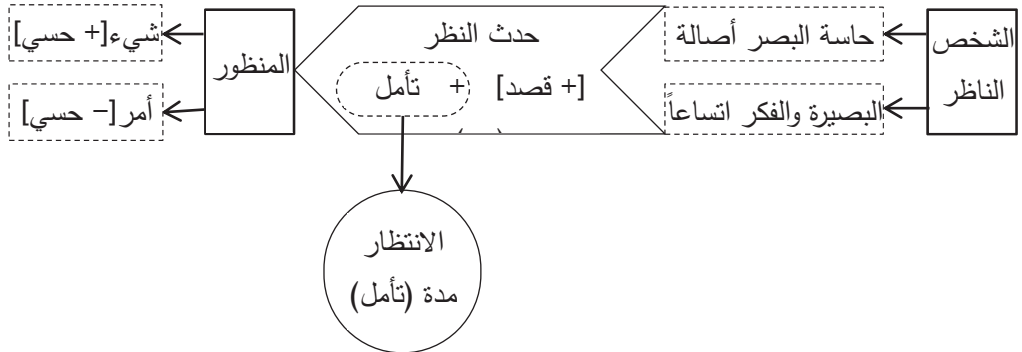 الشخص
الناظر
حاسة البصر أصالة
البصيرة والفكر اتساعاً
حدث النظر
[+ قصد] + تأمل
المنظور
شيء[+ حسي]
أمر[– حسي]
الانتظار
مدة (تأمل)